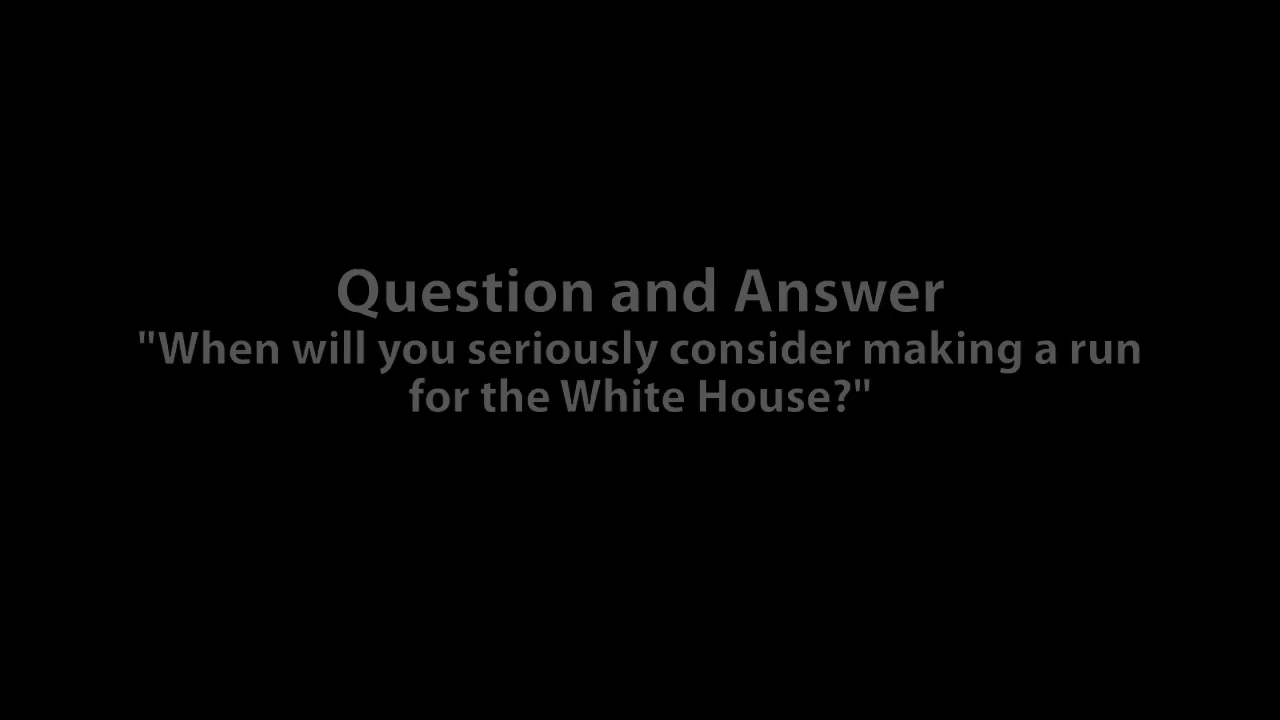 Question and Answer
"When will you seriously consider making a run
for the White House?"